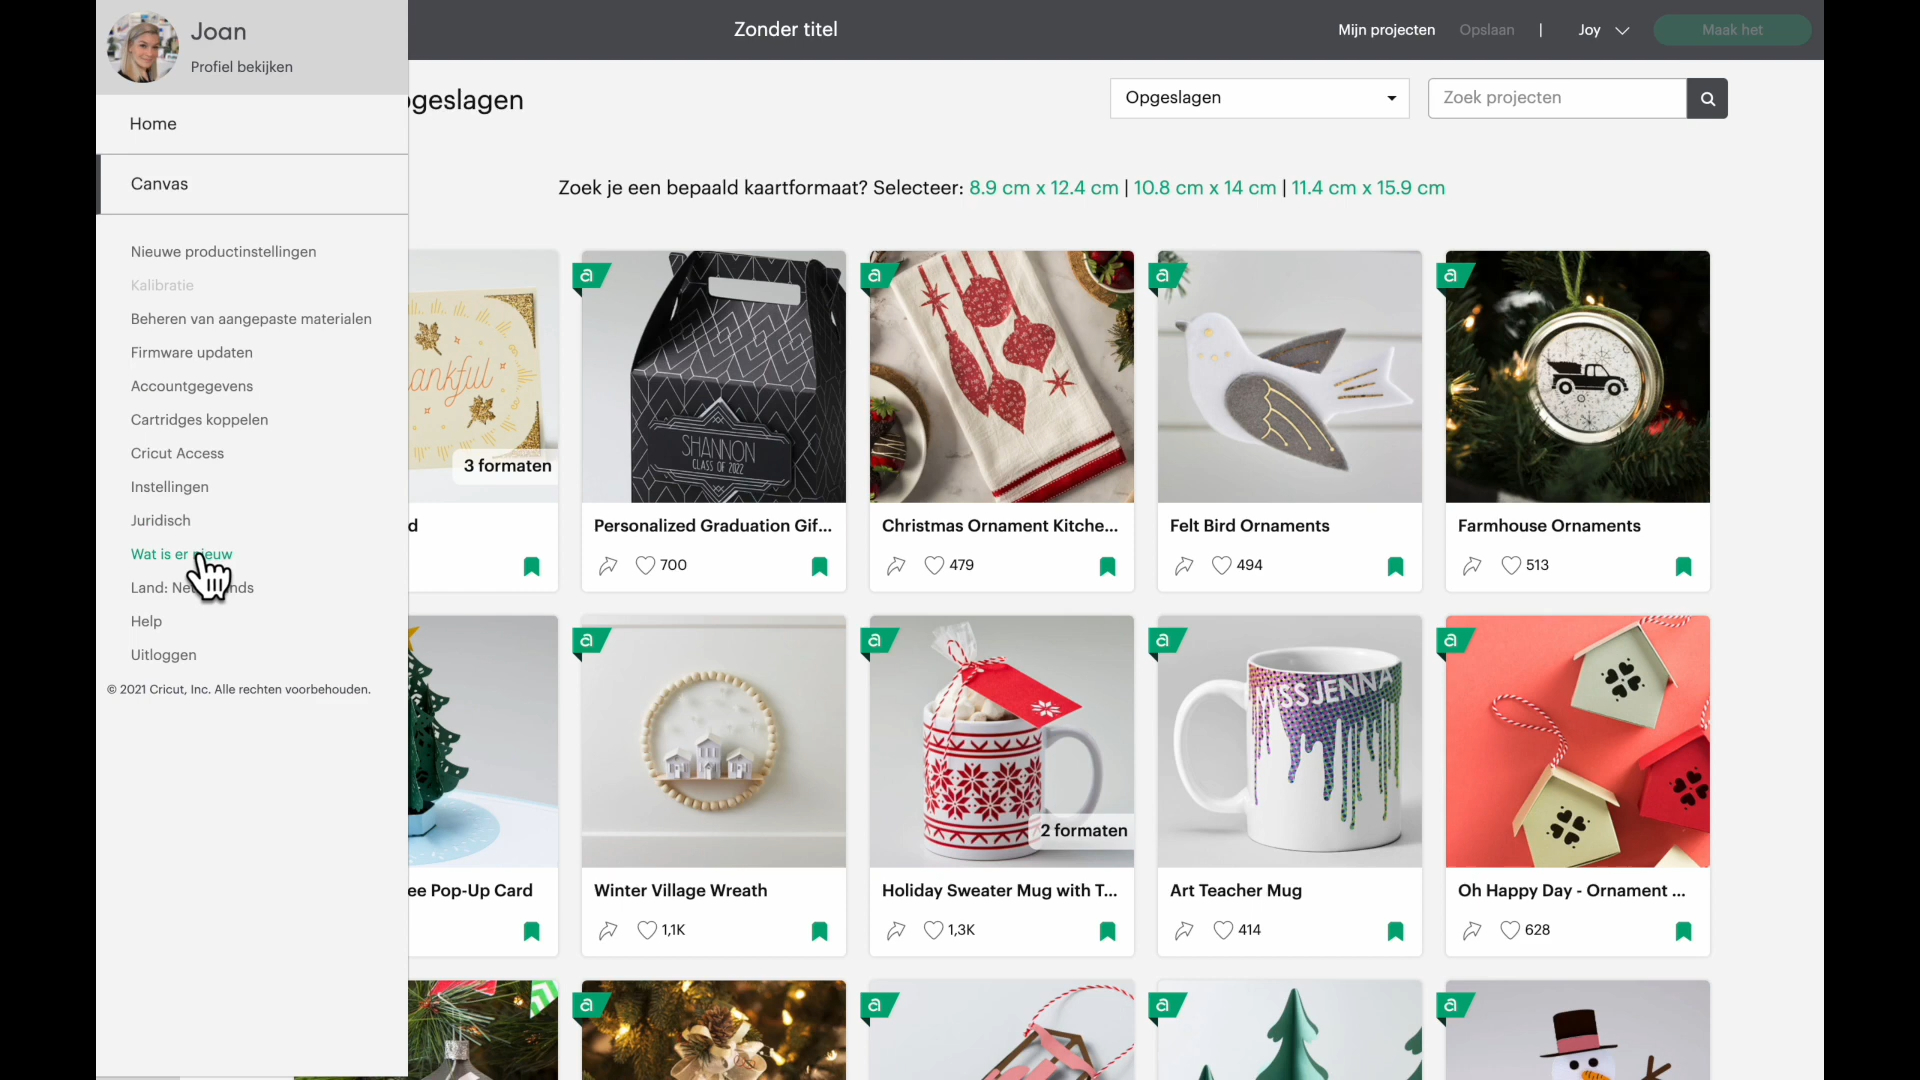 Joan
Profiel bekijken
Zonder titel
Mijn projecten
Opslaan
|
Joy
Maak het
Home
Canvas
Nieuwe productinstellingen
Kalibratie
Beheren van aangepaste materialen
Firmware updaten
Accountgegevens
Cartridges koppelen
Cricut Access
Instellingen
Juridisch
Wat is er nieuw
Land:
Help
Uitloggen
© 2021 Cricut, Inc. Alle rechten voorbehouden.
Opgeslagen
Zoek projecten
Zoek je een bepaald kaartformaat? Selecteer: 8.9 cm x 12.4 cm | 10.8 cm x 14 cm | 11.4 cm x 15.9 cm
a
a
a
a
3 formaten
SHANNON
CLASS OF 2022
Personalized Graduation Gif...
Christmas Ornament Kitche...
Felt Bird Ornaments
Farmhouse Ornaments
700
479
494
513
a
a
a
a
MISS JENNA
2 formaten
ee Pop-Up Card
Winter Village Wreath
Holiday Sweater Mug with T...
Art Teacher Mug
Oh Happy Day - Ornament ...
1,1K
1,3K
414
628
a
a
a
a